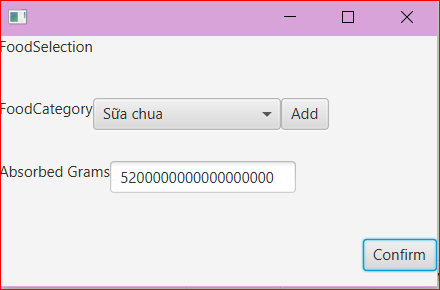 FoodSelection
FoodCategory Sữa chua Add
Absorbed Grams 5200000000000000000
Confirm